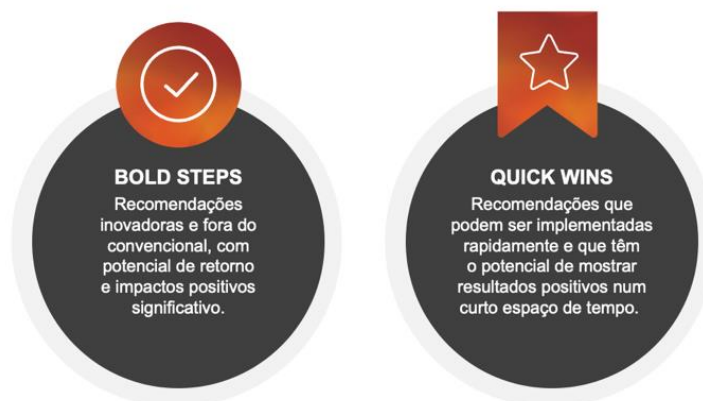 BOLD STEPS
Recomendações
inovadoras e fora do
convencional, com
potencial de retorno
e impactos positivos
significativo.
QUICK WINS
Recomendações que
podem ser implementadas
rapidamente e que têm
o potencial de mostrar
resultados positivos num
curto espaço de tempo.